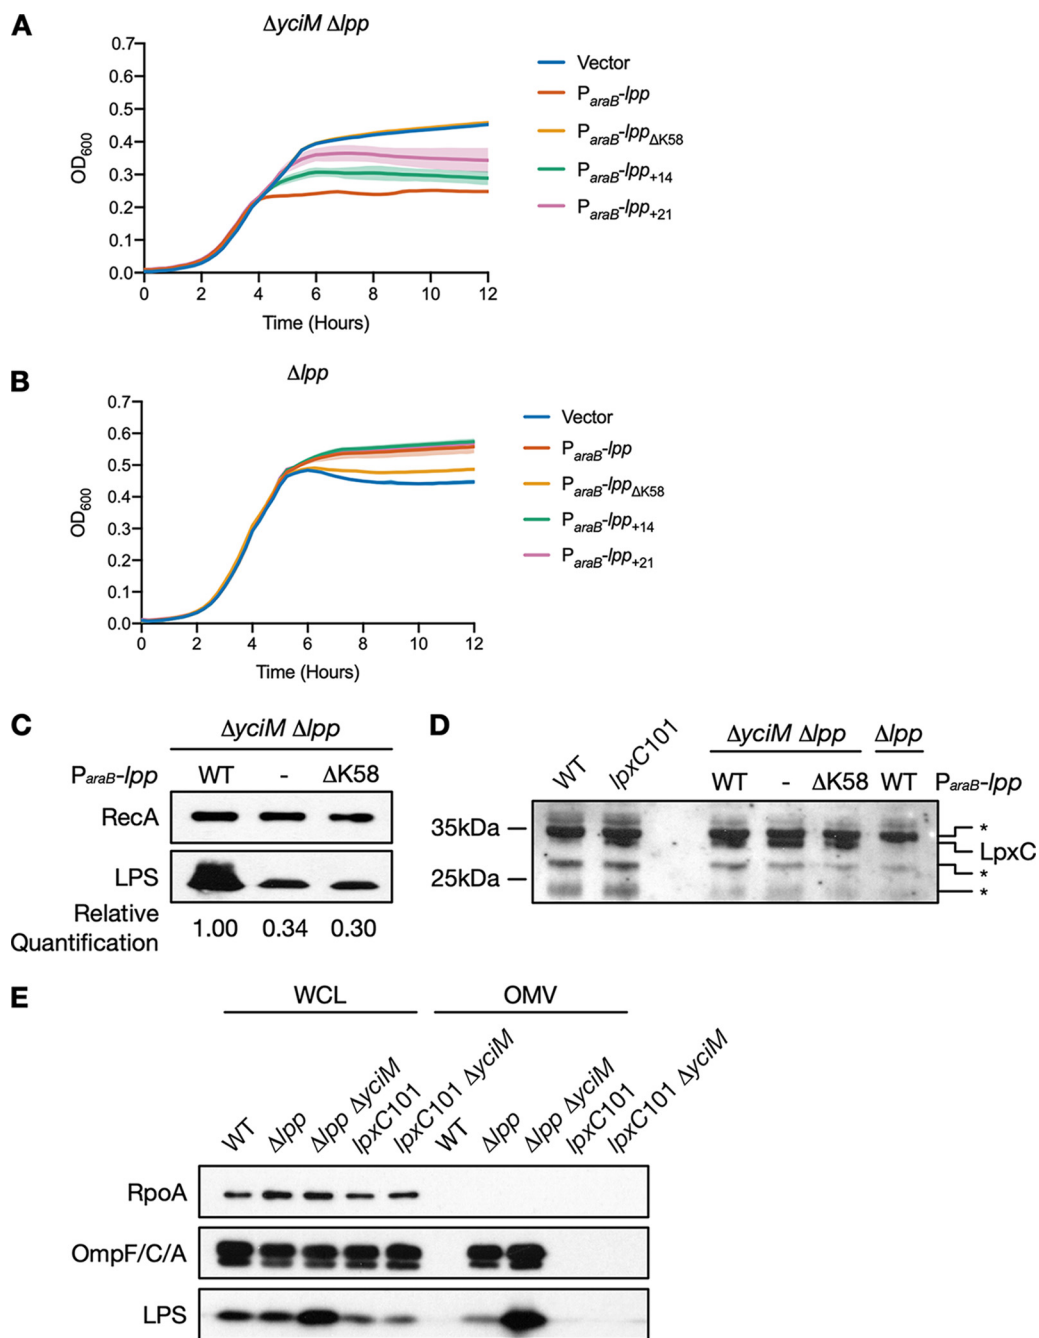 A
ΔyciM Δlpp
0.7
0.6
0.5
0.4
0.3
0.2
0.1
0.0
OD600
0 2 4 6 8 10 12
Time (Hours)
Vector
ParaB-lpp
ParaB-lppΔK58
ParaB-lpp+14
ParaB-lpp+21
B
Δlpp
0.7
0.6
0.5
0.4
0.3
0.2
0.1
0.0
OD600
0 2 4 6 8 10 12
Time (Hours)
Vector
ParaB-lpp
ParaB-lppΔK58
ParaB-lpp+14
ParaB-lpp+21
C
ΔyciM Δlpp
ParaB-lpp WT - ΔK58
RecA
LPS
Relative
Quantification 1.00 0.34 0.30
D
WT lpxC101 ΔyciM Δlpp Δlpp
WT - ΔK58 WT ParaB-lpp
35kDa
25kDa
*
LpxC
*
*
E
WCL OMV
WT Δlpp Δlpp ΔyciM lpxC101 lpxC101 ΔyciM WT Δlpp Δlpp ΔyciM lpxC101 lpxC101 ΔyciM
RpoA
OmpF/C/A
LPS